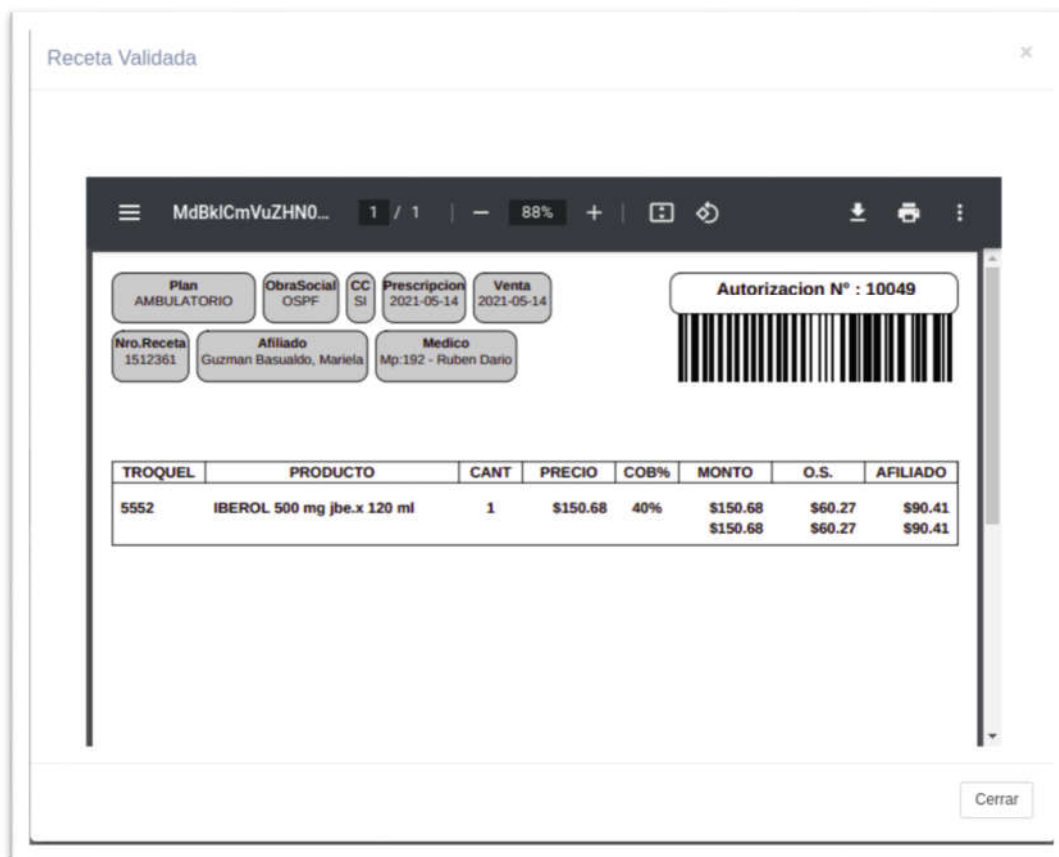 Receta Validada ×
MdBklCmVuZHN0... 1 / 1 88%
Plan ObraSocial CC Prescripcion Venta Autorizacion Nº : 10049
AMBULATORIO OSPF SI 2021-05-14 2021-05-14
Nro.Receta Afiliado Medico
1512361 Guzman Basualdo, Mariela Mp:192 - Ruben Dario
TROQUEL PRODUCTO CANT PRECIO COB% MONTO O.S. AFILIADO
5552 IBEROL 500 mg jbe.x 120 ml 1 $150.68 40% $150.68 $60.27 $90.41
$150.68 $60.27 $90.41
Cerrar